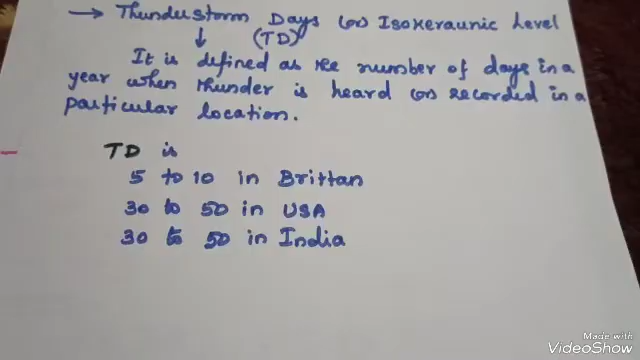 → Thunderstorm Days (or) Isokeraunic Level
(TD)
It is defined as the number of days in a
year when thunder is heard (or) recorded in a
particular location.
TD is
5 to 10 in Brittan
30 to 50 in USA
30 to 50 in India
Made with
VideoShow